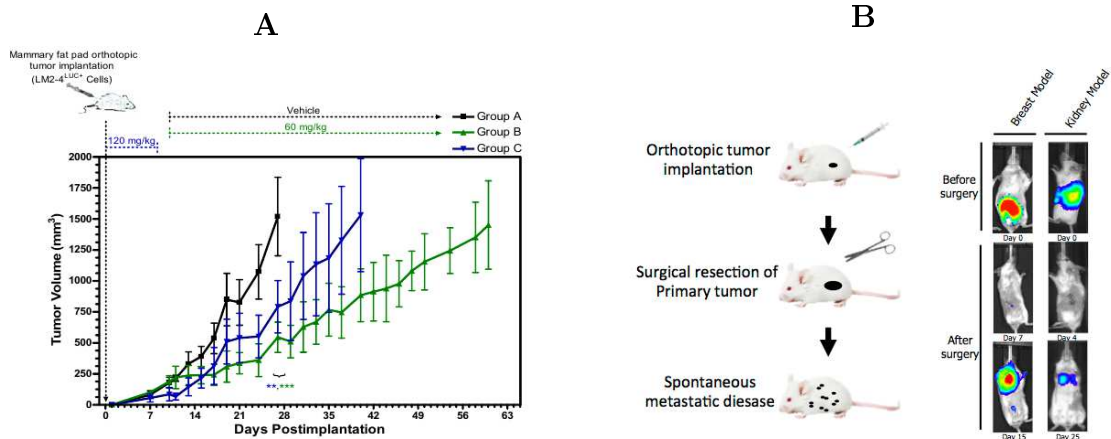 A
Mammary fat pad orthotopic
tumor implantation
(LM2-4LUC+ Cells)
Vehicle
60 mg/kg
120 mg/kg
Group A
Group B
Group C
2000
1750
1500
1250
1000
750
500
250
0
Tumor Volume (mm3)
**,***
0 7 14 21 28 35 42 49 56 63
Days Postimplantation
B
Breast Model
Kidney Model
Orthotopic tumor
implantation
Before
surgery
Day 0 Day 0
Surgical resection of
Primary tumor
Day 7 Day 4
After
surgery
Spontaneous
metastatic diesase
Day 15 Day 25